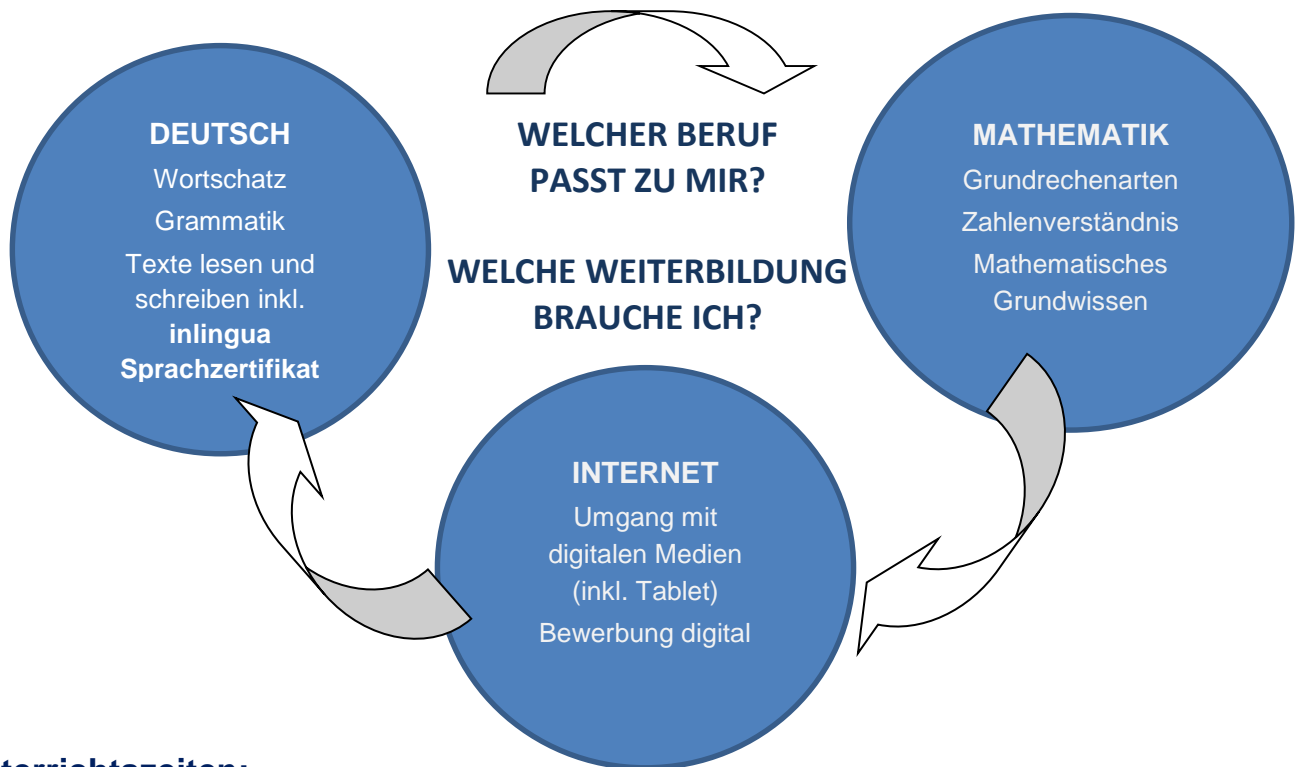 DEUTSCH
Wortschatz
Grammatik
Texte lesen und
schreiben inkl.
inlingua
Sprachzertifikat
WELCHER BERUF
PASST ZU MIR?
WELCHE WEITERBILDUNG
BRAUCHE ICH?
MATHEMATIK
Grundrechenarten
Zahlenverständnis
Mathematisches
Grundwissen
INTERNET
Umgang mit
digitalen Medien
(inkl. Tablet)
Bewerbung digital